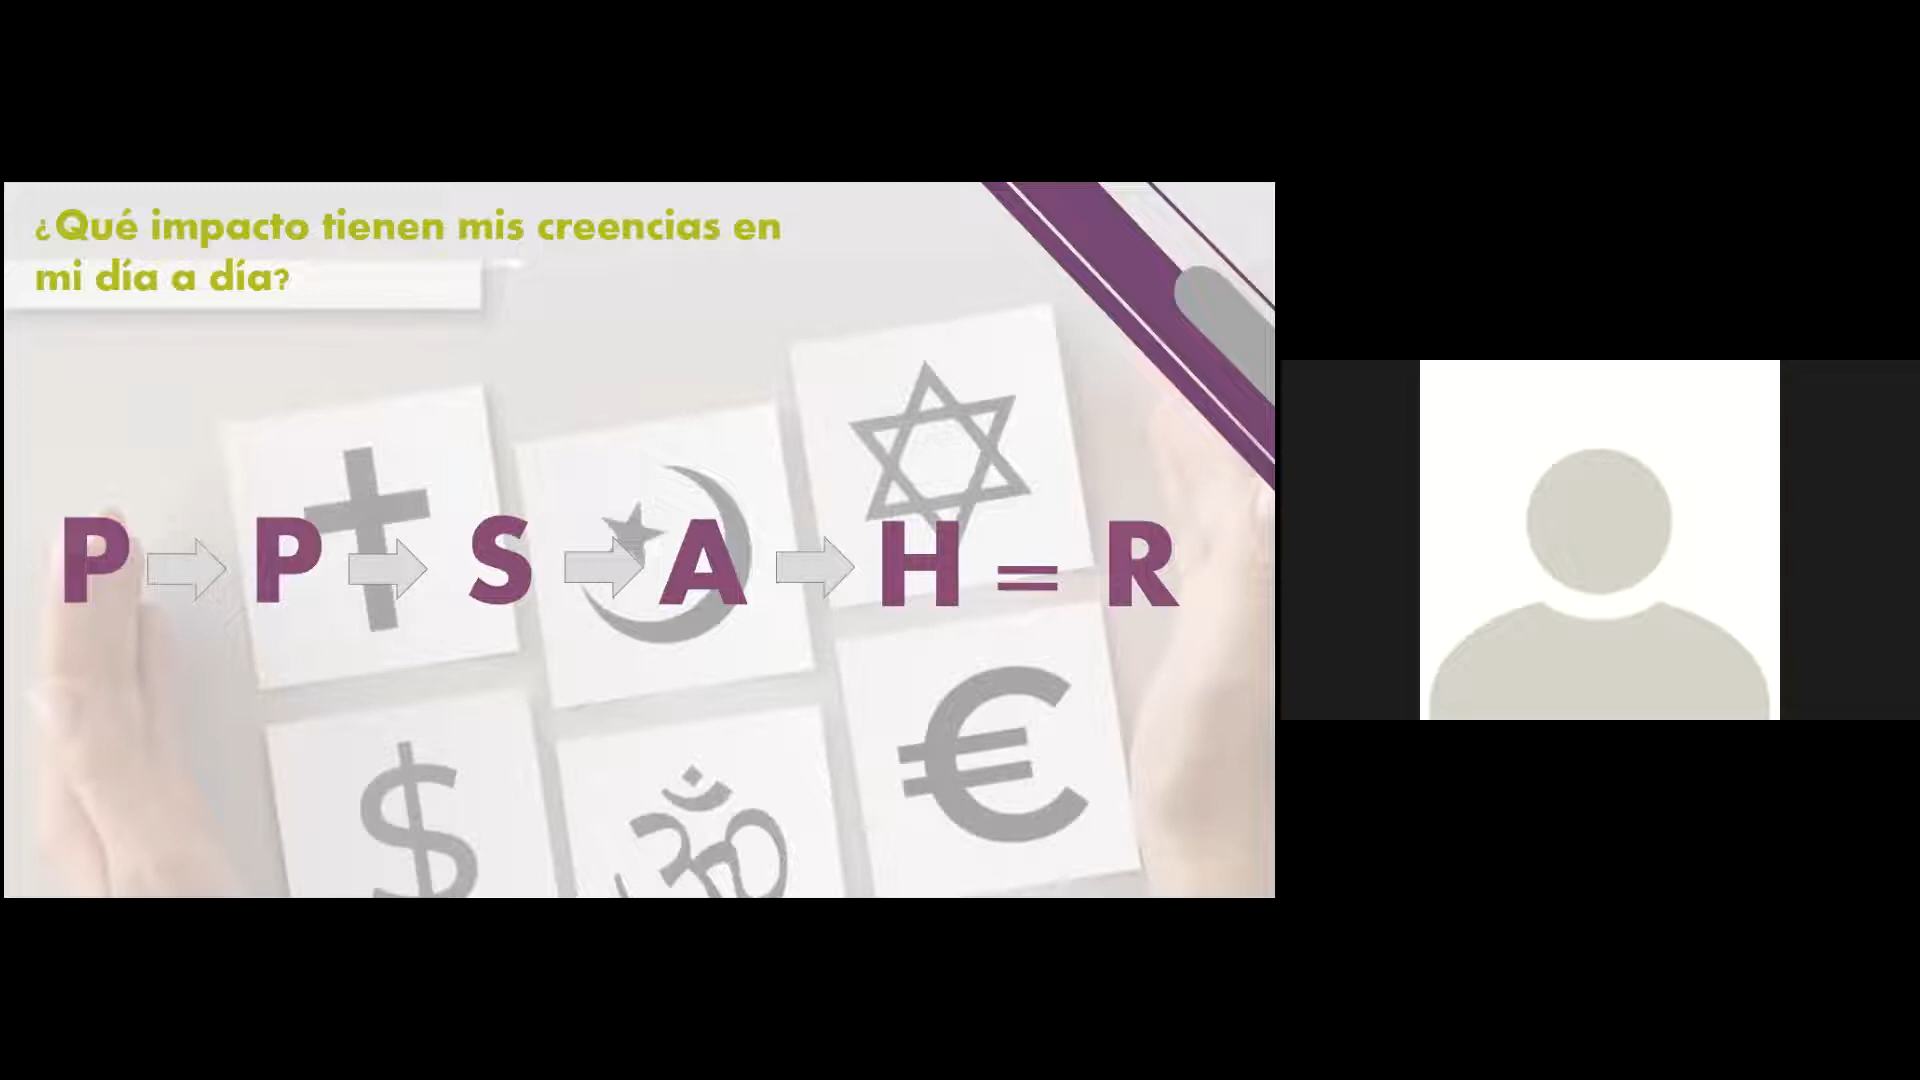 ¿Qué impacto tienen mis creencias en
mi día a día?
P P S A H = R
$ ॐ €